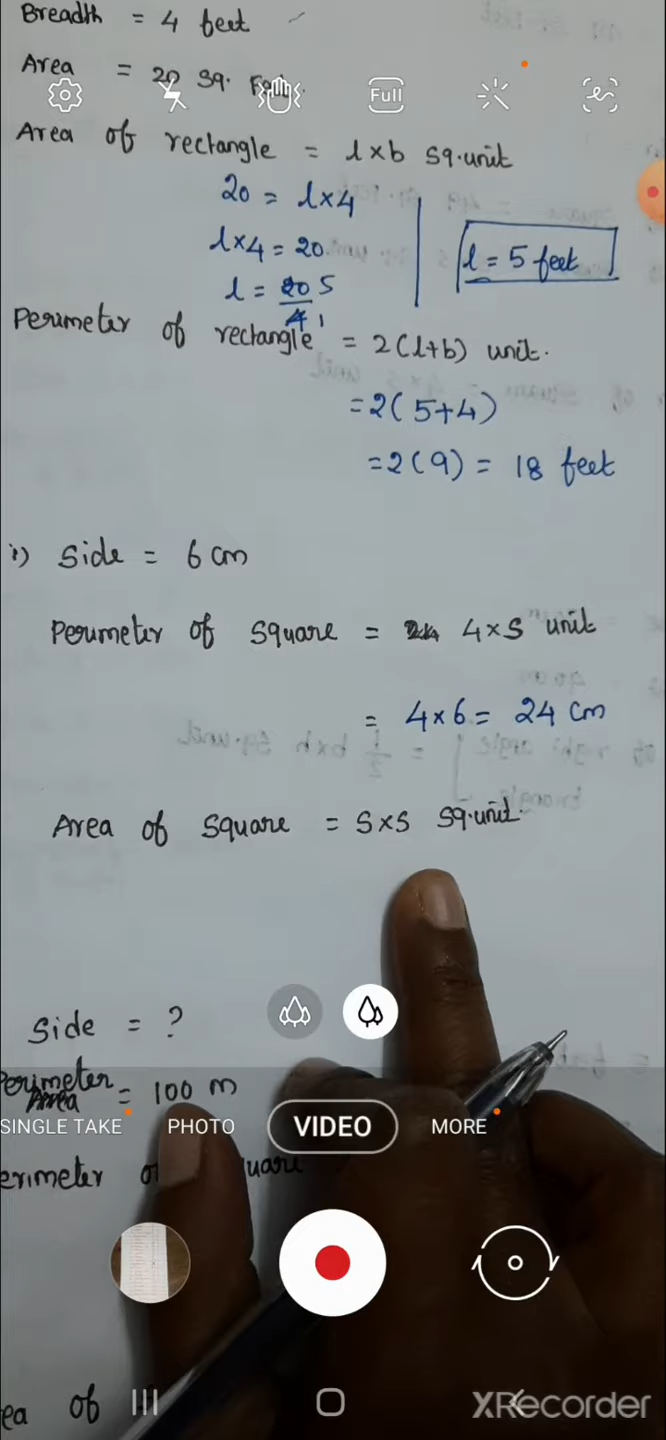 Breadth = 4 feet
Area = 20 Sq.
Full
Area of rectangle = l×b Sq.unit
20 = l×4
l×4 = 20
l = 20 5
4 1
l = 5 feet
Perimeter of rectangle = 2(l+b) unit.
=2( 5+4)
=2(9) = 18 feet
i) Side = 6 cm
Perimeter of Square = 4×S unit
= 4×6 = 24 cm
Area of Square = S×S Sq.unit.
Side = ?
Perimeter = 100 m
SINGLE TAKE PHOTO VIDEO MORE
erimeter
ea of
XRecorder